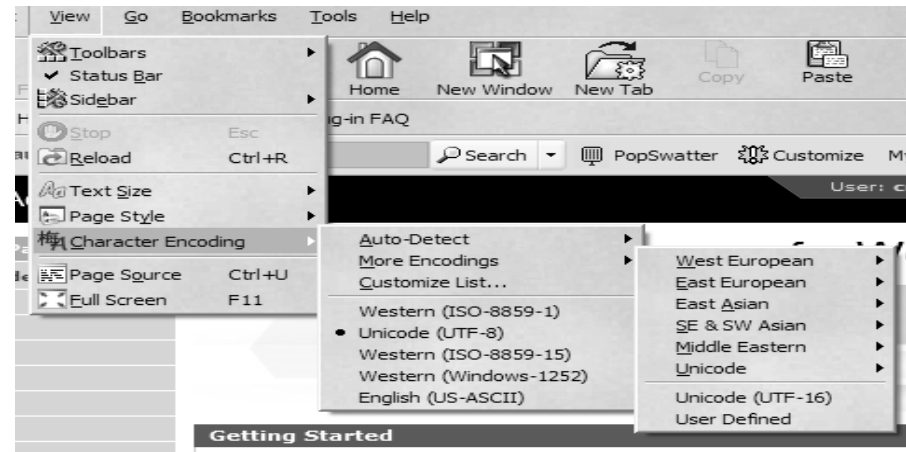 View Go Bookmarks Tools Help
Toolbars
Status Bar
Sidebar
Stop Esc
Reload Ctrl+R
Text Size
Page Style
Character Encoding
Page Source Ctrl+U
Full Screen F11
Home New Window New Tab Copy Paste
FAQ
Search PopSwatter Customize
User:
Auto-Detect
More Encodings
Customize List...
Western (ISO-8859-1)
Unicode (UTF-8)
Western (ISO-8859-15)
Western (Windows-1252)
English (US-ASCII)
West European
East European
East Asian
SE & SW Asian
Middle Eastern
Unicode
Unicode (UTF-16)
User Defined
Getting Started